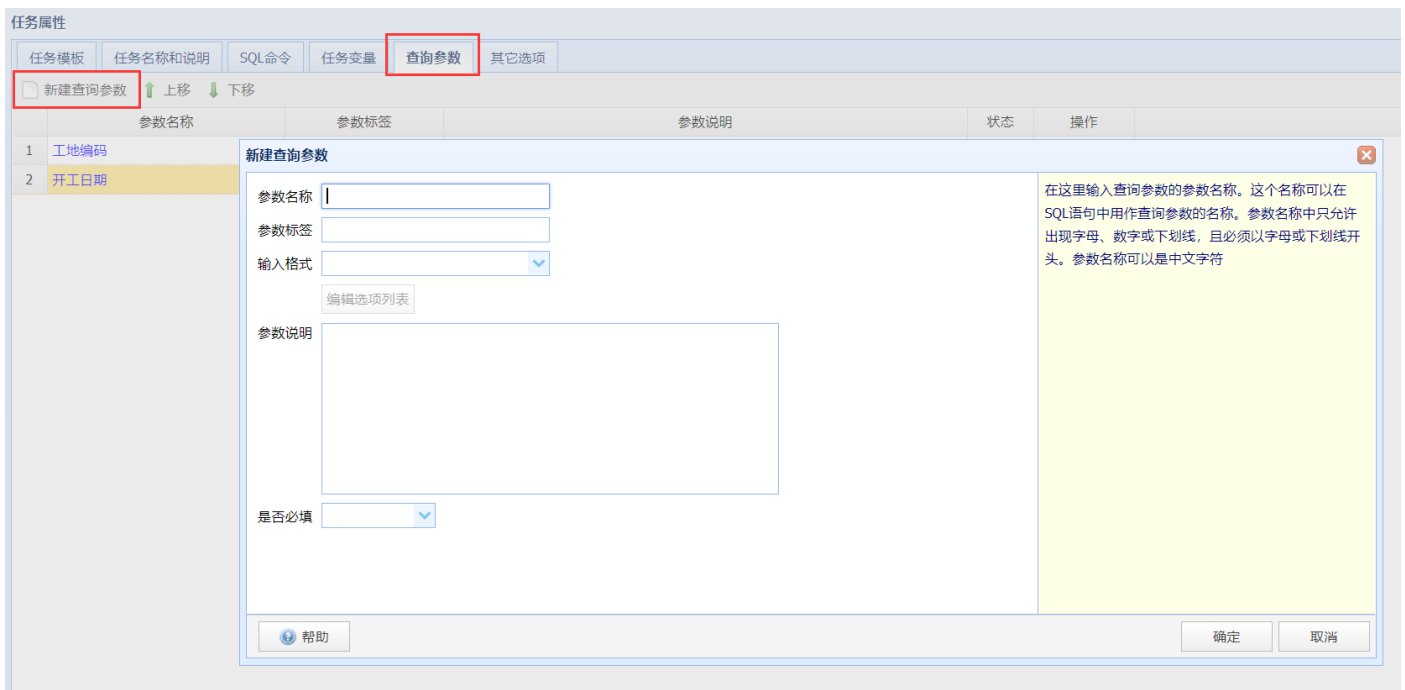 任务属性
任务模板 任务名称和说明 SQL命令 任务变量 查询参数 其它选项
新建查询参数 上移 下移
参数名称 参数标签 参数说明 状态 操作
1 工地编码
2 开工日期
新建查询参数
参数名称
参数标签
输入格式
编辑选项列表
参数说明
是否必填
在这里输入查询参数的参数名称。这个名称可以在
SQL语句中用作查询参数的名称。参数名称中只允许
出现字母、数字或下划线，且必须以字母或下划线开
头。参数名称可以是中文字符
帮助 确定 取消